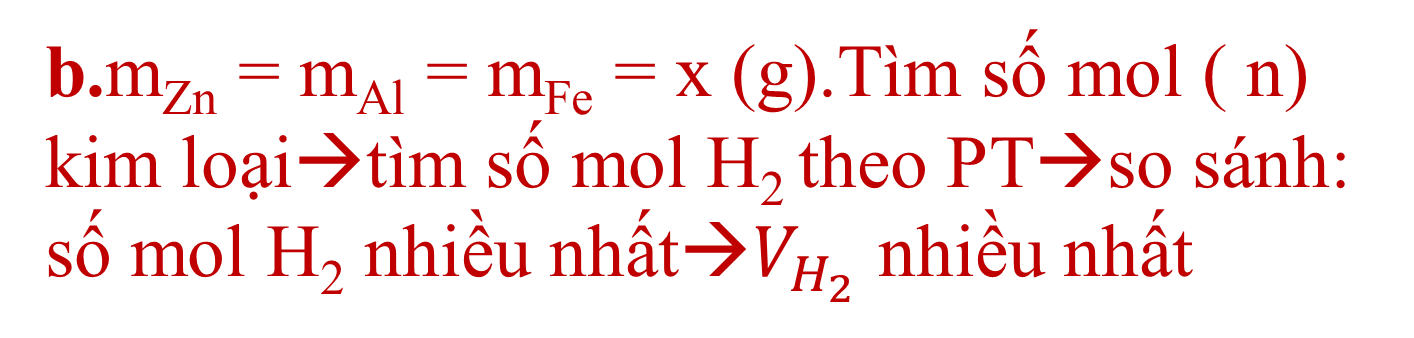 b.mZn = mAl = mFe = x (g).Tìm số mol ( n)
kim loại→tìm số mol H2 theo PT→so sánh:
số mol H2 nhiều nhất→VH2 nhiều nhất